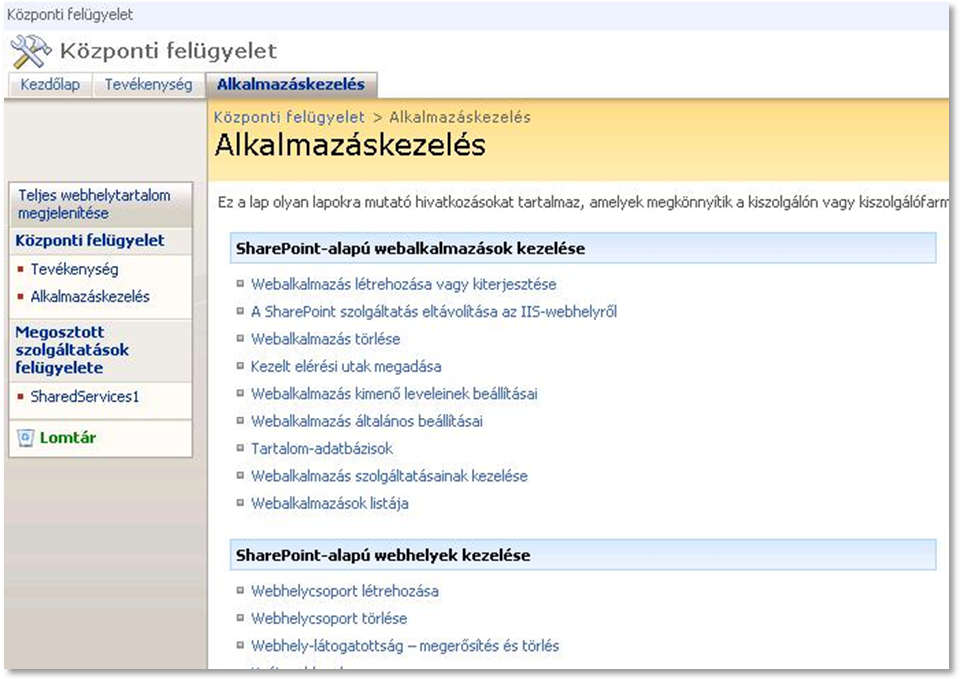 Központi felügyelet
Központi felügyelet
Kezdőlap Tevékenység Alkalmazáskezelés
Központi felügyelet > Alkalmazáskezelés
Alkalmazáskezelés
Teljes webhelytartalom
megjelenítése
Központi felügyelet
Tevékenység
Alkalmazáskezelés
Megosztott
szolgáltatások
felügyelete
SharedServices1
Lomtár
Ez a lap olyan lapokra mutató hivatkozásokat tartalmaz, amelyek megkönnyítik a kiszolgálón vagy kiszolgálófarm
SharePoint-alapú webalkalmazások kezelése
Webalkalmazás létrehozása vagy kiterjesztése
A SharePoint szolgáltatás eltávolítása az IIS-webhelyről
Webalkalmazás törlése
Kezelt elérési utak megadása
Webalkalmazás kimenő leveleinek beállításai
Webalkalmazás általános beállításai
Tartalom-adatbázisok
Webalkalmazás szolgáltatásainak kezelése
Webalkalmazások listája
SharePoint-alapú webhelyek kezelése
Webhelycsoport létrehozása
Webhelycsoport törlése
Webhely-látogatottság – megerősítés és törlés